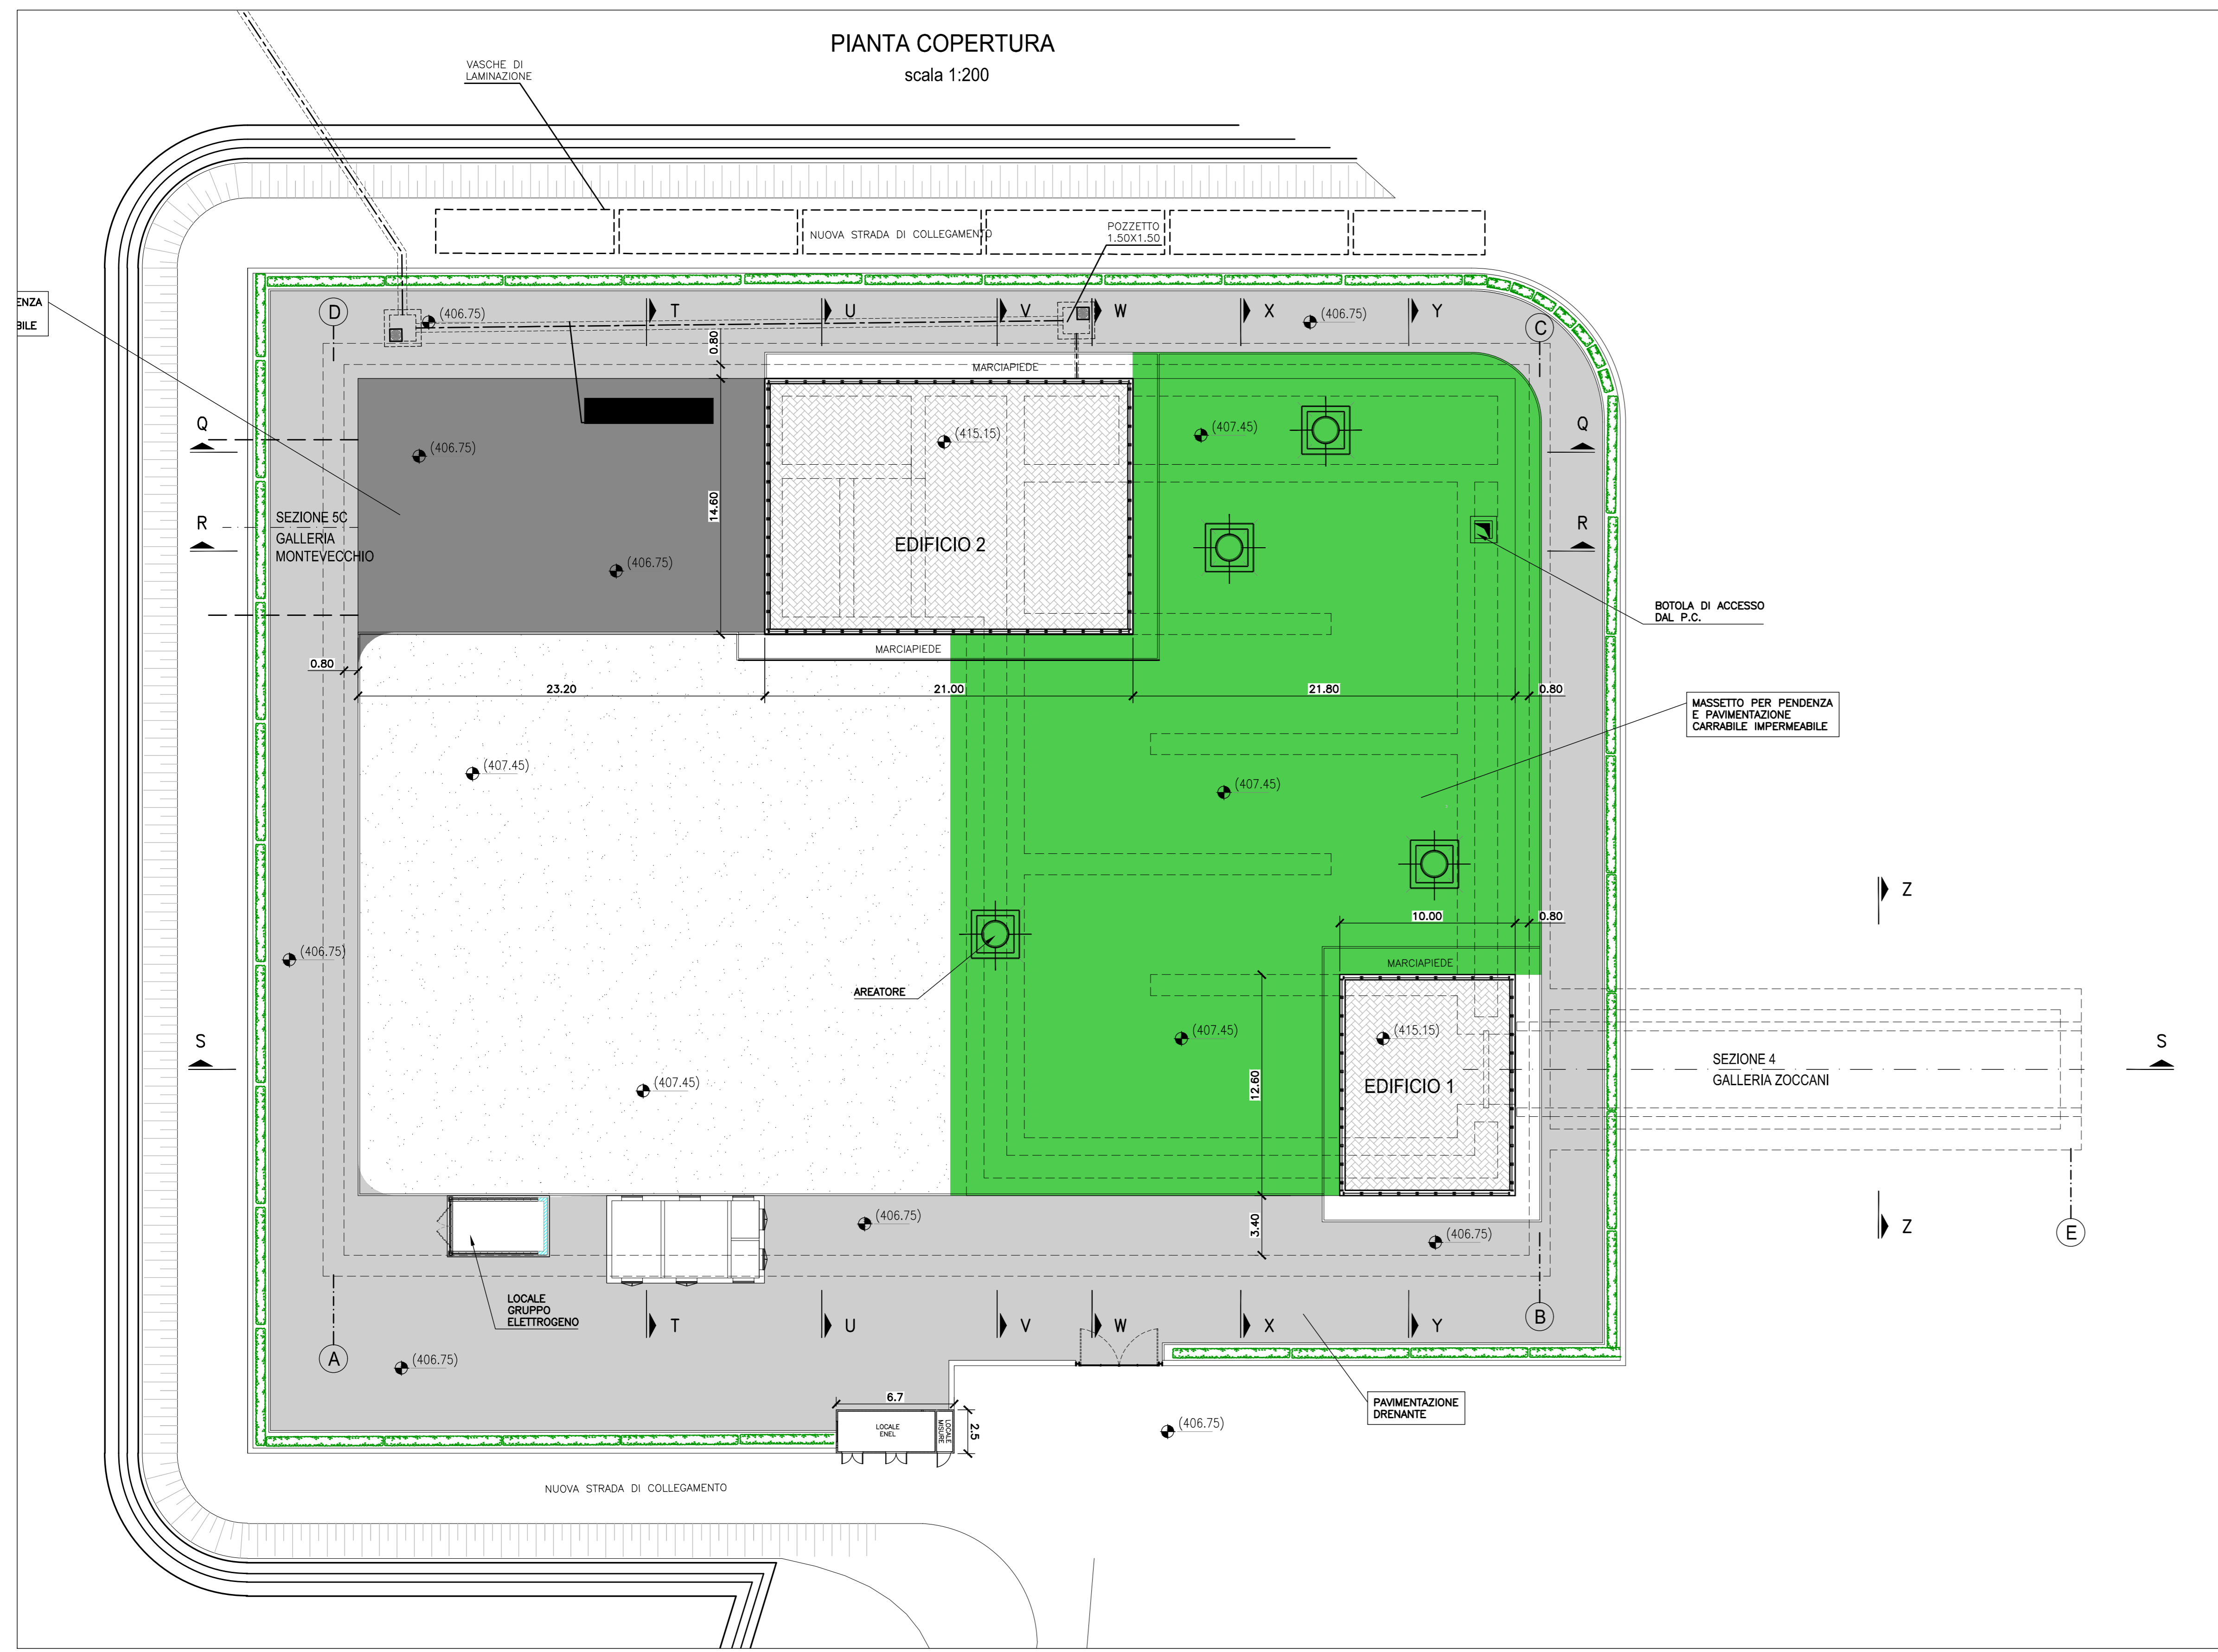 PIANTA COPERTURA
scala 1:200
VASCHE DI
LAMINAZIONE
NUOVA STRADA DI COLLEGAMENTO
POZZETTO
1.50X1.50
ENZA
BILE
D
(406.75)
T
U
V
W
X
(406.75)
Y
C
0.80
MARCIAPIEDE
Q
(406.75)
(415.15)
(407.45)
Q
R
SEZIONE 5C
GALLERIA
MONTEVECCHIO
14.60
EDIFICIO 2
R
(406.75)
BOTOLA DI ACCESSO
DAL P.C.
MARCIAPIEDE
0.80
23.20
21.00
21.80
0.80
MASSETTO PER PENDENZA
E PAVIMENTAZIONE
CARRABILE IMPERMEABILE
(407.45)
(407.45)
Z
10.00
0.80
(406.75)
MARCIAPIEDE
AREATORE
S
(407.45)
(415.15)
S
SEZIONE 4
GALLERIA ZOCCANI
(407.45)
12.60
EDIFICIO 1
(406.75)
3.40
(406.75)
Z
E
LOCALE
GRUPPO
ELETTROGENO
T
U
V
W
X
Y
B
A
(406.75)
6.7
LOCALE
ENEL
LOCALE
MISURE
2.5
(406.75)
PAVIMENTAZIONE
DRENANTE
NUOVA STRADA DI COLLEGAMENTO